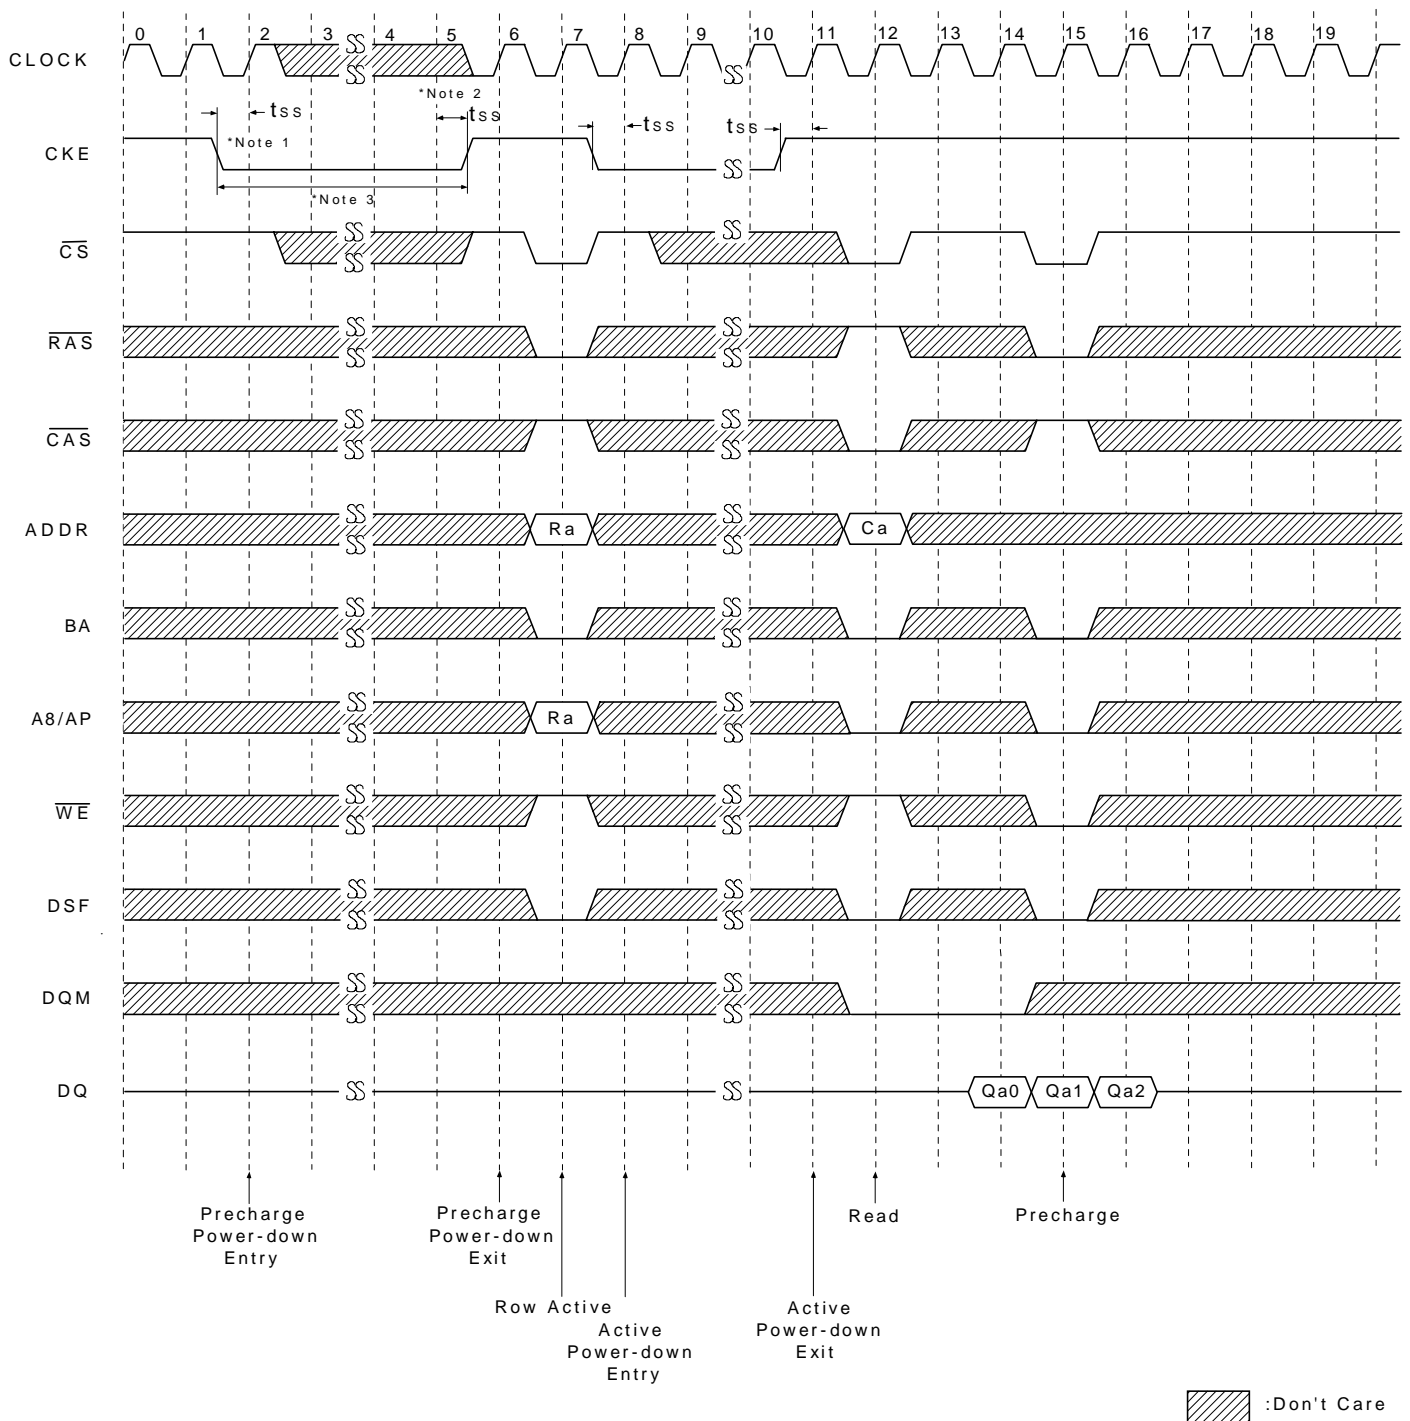 0 1 2 3 4 5 6 7 8 9 10 11 12 13 14 15 16 17 18 19
CLOCK
*Note 2
tss tss tss tss
*Note 1
CKE
*Note 3
CS
RAS
CAS
ADDR Ra Ca
BA
A8/AP Ra
WE
DSF
DQM
DQ Qa0 Qa1 Qa2
Precharge
Power-down
Entry
Precharge
Power-down
Exit
Row Active
Active
Power-down
Entry
Active
Power-down
Exit
Read
Precharge
:Don't Care